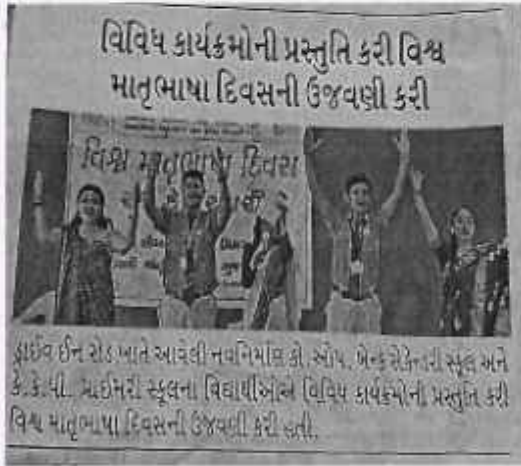 વિવિધ કાર્યક્રમોની પ્રસ્તુતિ કરી વિશ્વ
માતૃભાષા દિવસની ઉજવણી કરી
વિશ્વ માતૃભાષા દિવસ
ડ્રાઈવ ઈન રોડ ખાતે આવેલી નવનિર્માણ કો. ઓપ. બેન્ક સેકન્ડરી સ્કૂલ અને
કે.કે.પી. પ્રાઈમરી સ્કૂલના વિદ્યાર્થીઓએ વિવિધ કાર્યક્રમોની પ્રસ્તુતિ કરી
વિશ્વ માતૃભાષા દિવસની ઉજવણી કરી હતી.